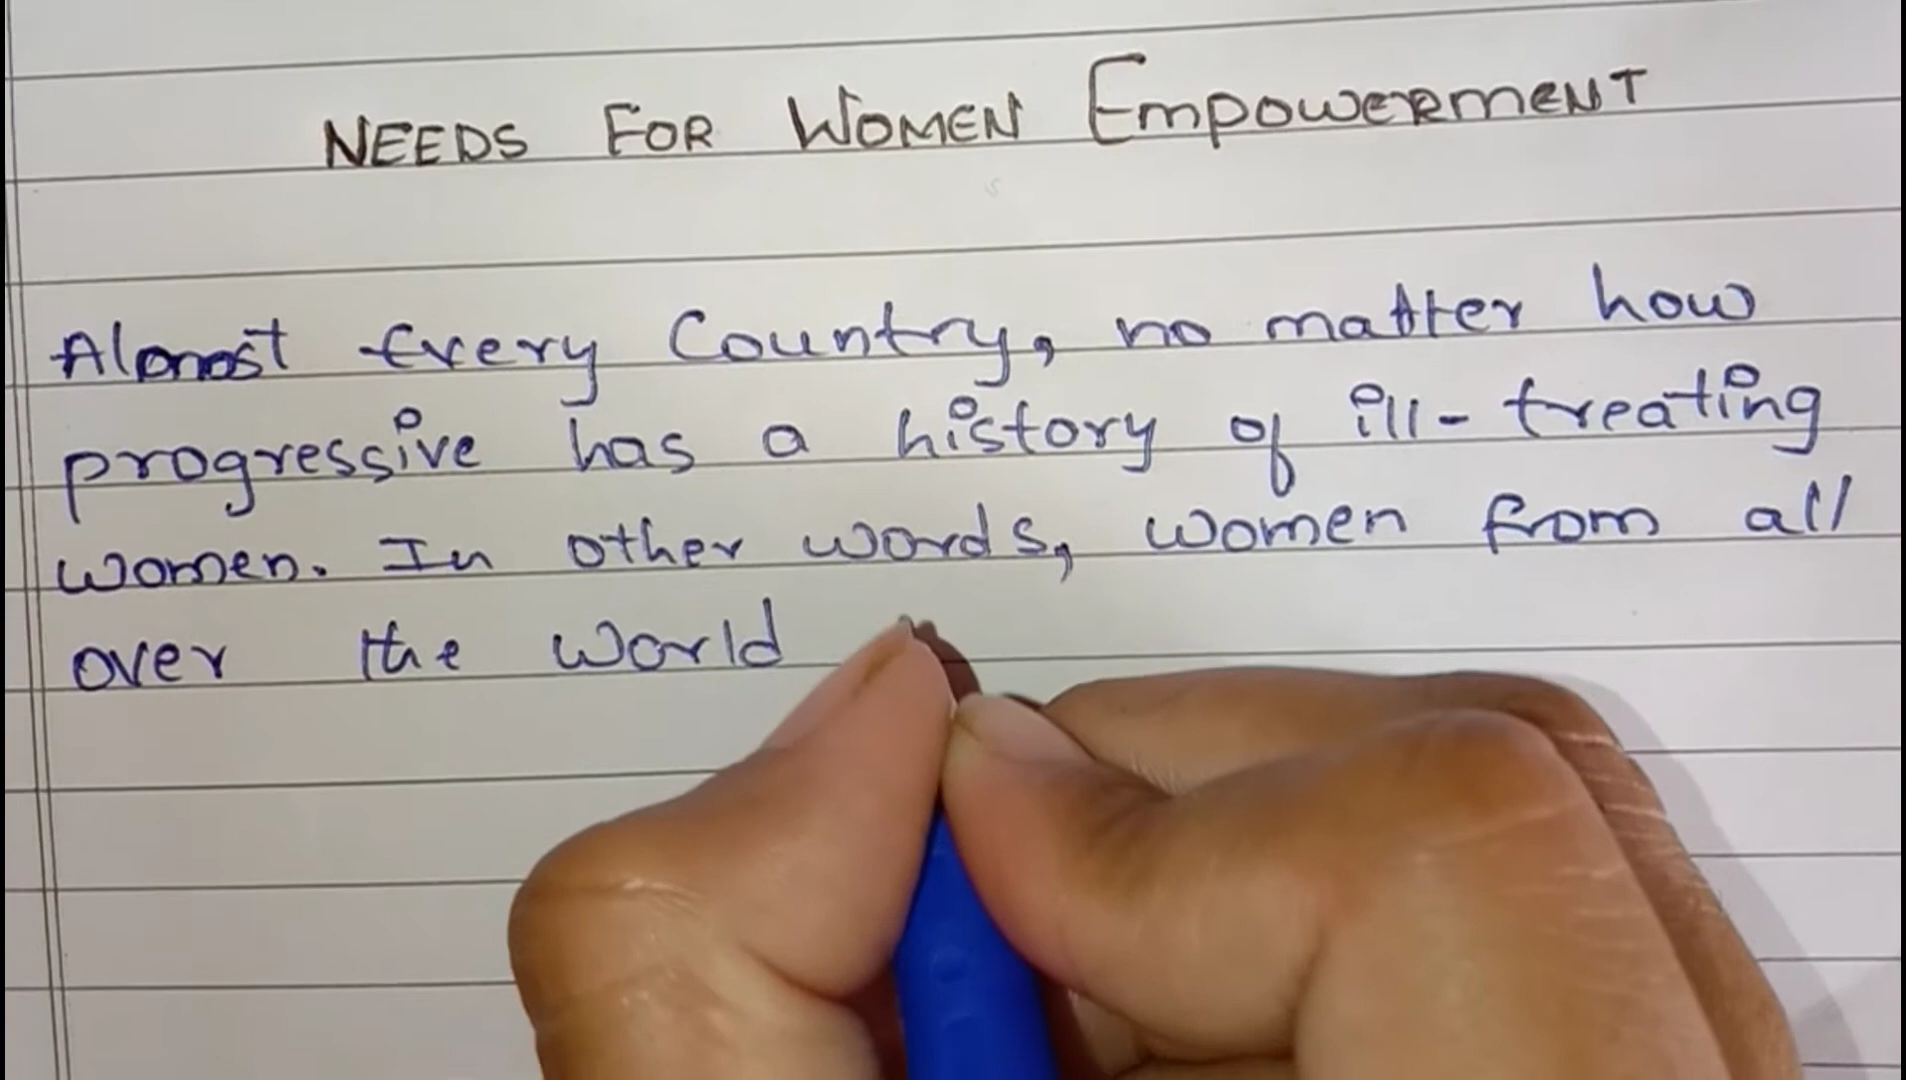 NEEDS FOR WOMEN EMPOWERMENT
Almost Every Country, no matter how
progressive has a history of ill-treating
women. In other words, women from all
over the world